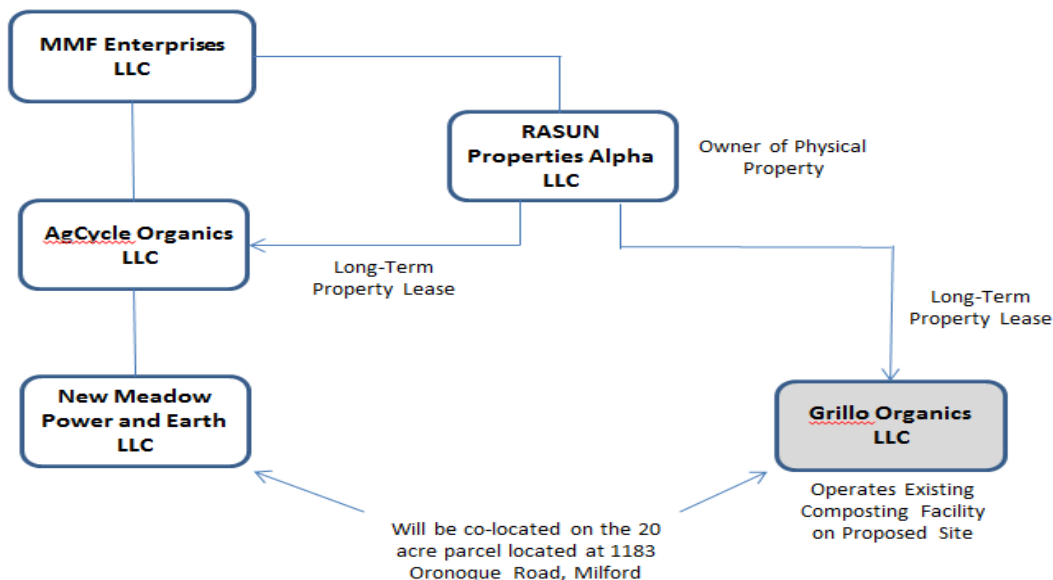 MMF Enterprises
LLC
RASUN
Properties Alpha
LLC
Owner of Physical
Property
AgCycle Organics
LLC
Long-Term
Property Lease
Long-Term
Property Lease
New Meadow
Power and Earth
LLC
Grillo Organics
LLC
Operates Existing
Composting Facility
on Proposed Site
Will be co-located on the 20
acre parcel located at 1183
Oronoque Road, Milford